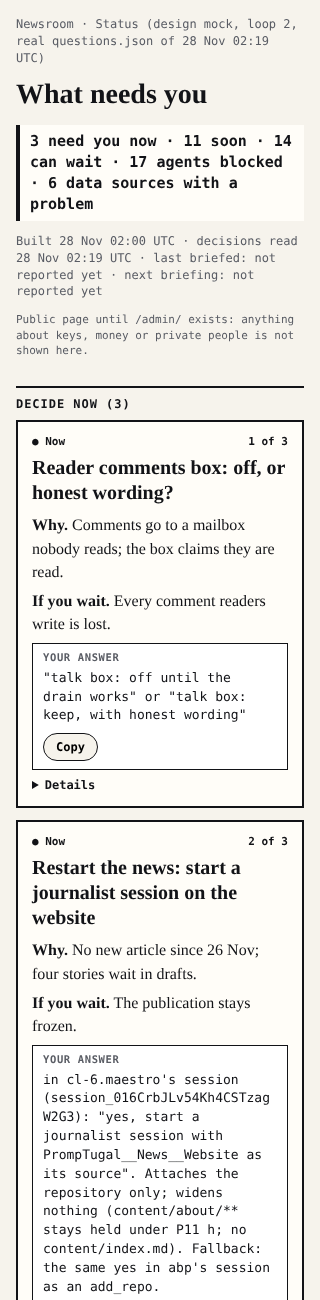 Newsroom · Status (design mock, loop 2,
real questions.json of 28 Nov 02:19
UTC)
What needs you
3 need you now · 11 soon · 14
can wait · 17 agents blocked
· 6 data sources with a
problem
Built 28 Nov 02:00 UTC · decisions read
28 Nov 02:19 UTC · last briefed: not
reported yet · next briefing: not
reported yet
Public page until /admin/ exists: anything
about keys, money or private people is not
shown here.
DECIDE NOW (3)
● Now 1 of 3
Reader comments box: off, or
honest wording?
Why. Comments go to a mailbox
nobody reads; the box claims they are
read.
If you wait. Every comment readers
write is lost.
YOUR ANSWER
"talk box: off until the
drain works" or "talk box:
keep, with honest wording"
Copy
▶ Details
● Now 2 of 3
Restart the news: start a
journalist session on the
website
Why. No new article since 26 Nov;
four stories wait in drafts.
If you wait. The publication stays
frozen.
YOUR ANSWER
in cl-6.maestro's session
(session_016CrbJLv54Kh4CSTzag
W2G3): "yes, start a
journalist session with
PrompTugal__News__Website as
its source". Attaches the
repository only; widens
nothing (content/about/**
stays held under P11 h; no
content/index.md). Fallback:
the same yes in abp's session
as an add_repo.